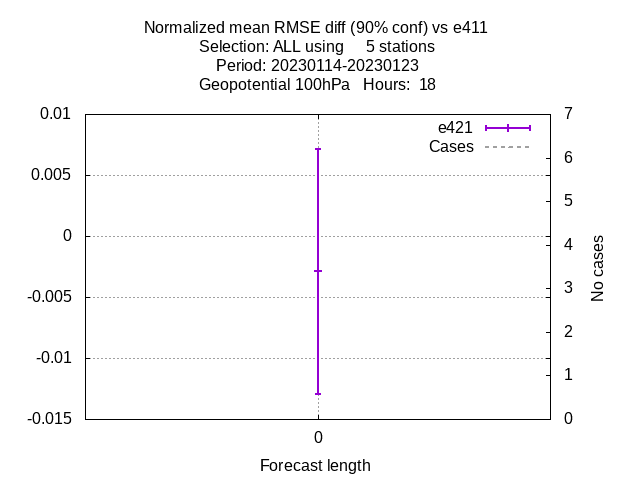 Normalized mean RMSE diff (90% conf) vs e411
Selection: ALL using     5 stations
Period: 20230114-20230123
Geopotential 100hPa   Hours:  18
0.01
0.005
0
-0.005
-0.01
-0.015
e421
Cases
7
6
5
4
3
2
1
0
No cases
0
Forecast length